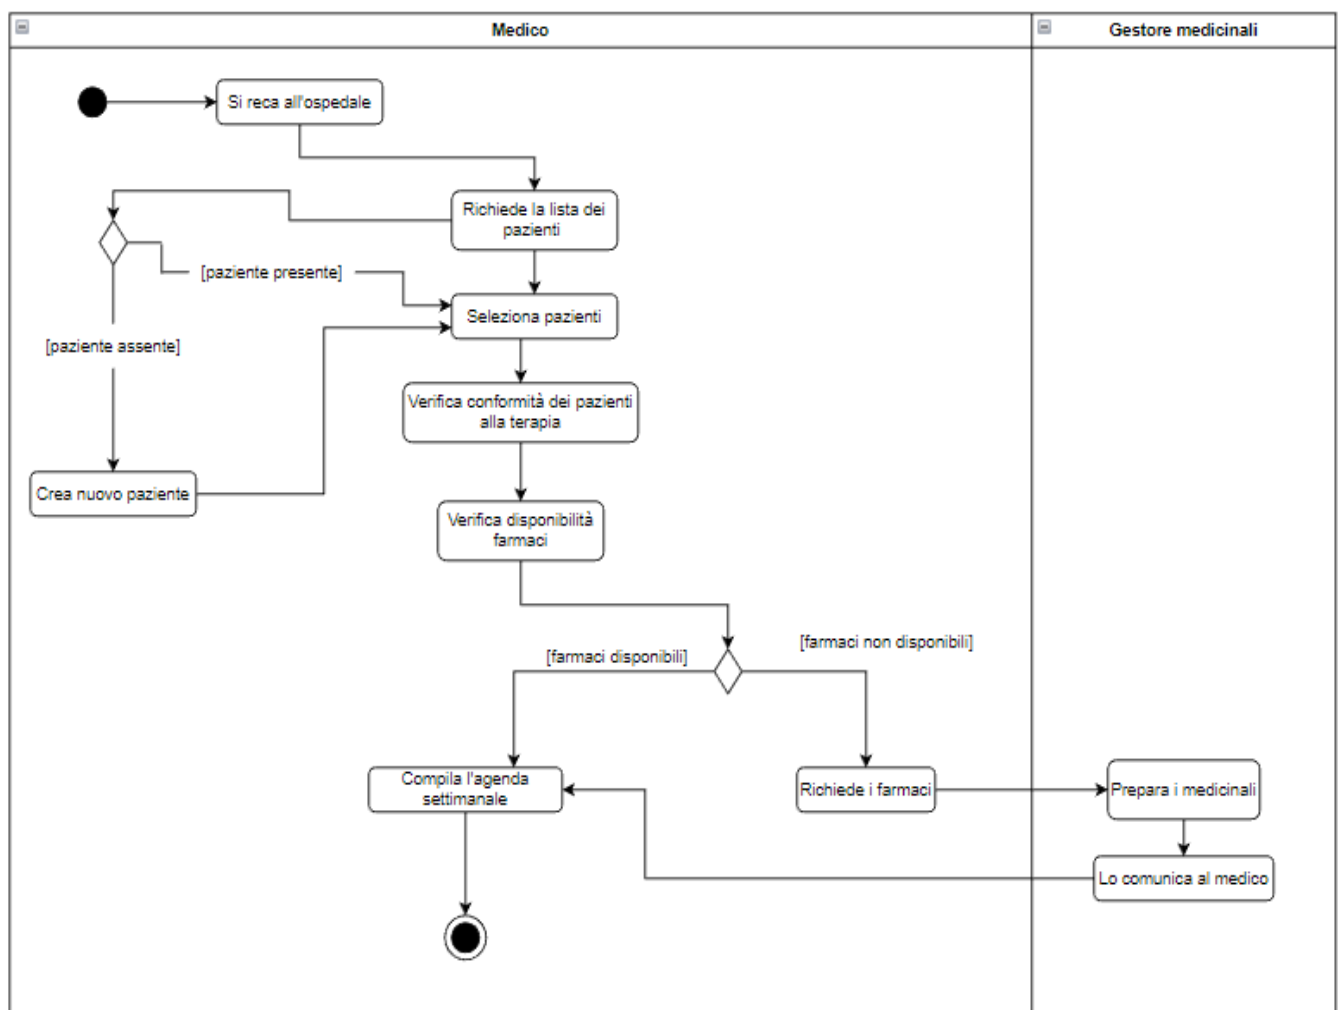 Medico
Gestore medicinali
Si reca all'ospedale
Richiede la lista dei
pazienti
[paziente presente]
Seleziona pazienti
[paziente assente]
Verifica conformità dei pazienti
alla terapia
Crea nuovo paziente
Verifica disponibilità
farmaci
[farmaci disponibili]
[farmaci non disponibili]
Compila l'agenda
settimanale
Richiede i farmaci
Prepara i medicinali
Lo comunica al medico